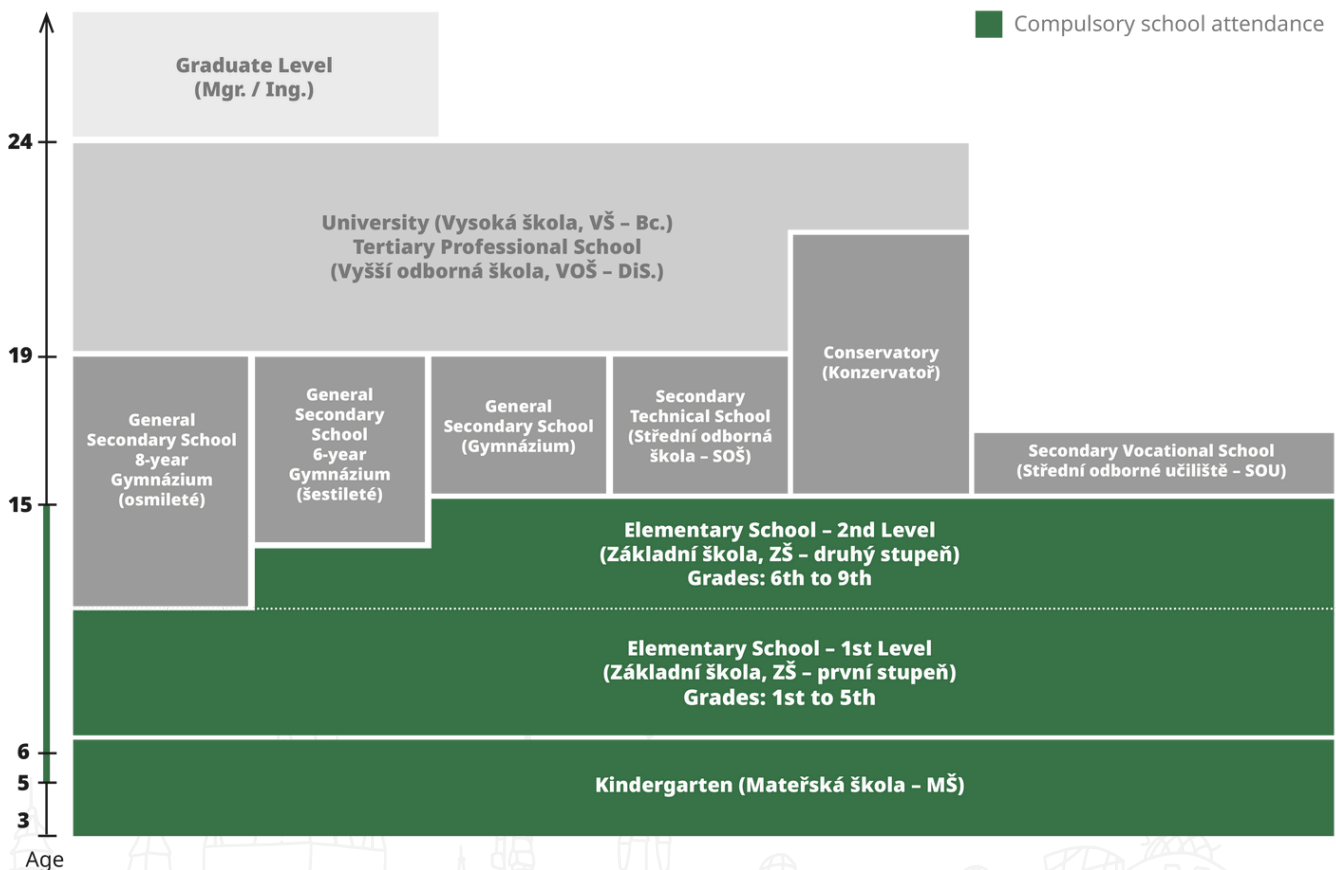 Compulsory school attendance
Graduate Level
(Mgr. / Ing.)
24
University (Vysoká škola, VŠ – Bc.)
Tertiary Professional School
(Vyšší odborná škola, VOŠ – DiS.)
19
General
Secondary School
8-year
Gymnázium
(osmileté)
General
Secondary
School
6-year
Gymnázium
(šestileté)
General
Secondary School
(Gymnázium)
Secondary
Technical School
(Střední odborná
škola – SOŠ)
Conservatory
(Konzervatoř)
Secondary Vocational School
(Střední odborné učiliště – SOU)
15
Elementary School – 2nd Level
(Základní škola, ZŠ – druhý stupeň)
Grades: 6th to 9th
Elementary School – 1st Level
(Základní škola, ZŠ – první stupeň)
Grades: 1st to 5th
6
5
Kindergarten (Mateřská škola – MŠ)
3
Age